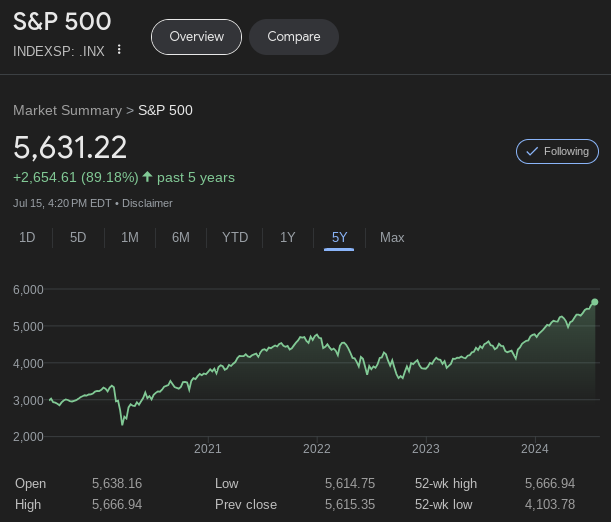 S&P 500
INDEXSP: .INX
Overview
Compare
Market Summary > S&P 500
5,631.22
Following
+2,654.61 (89.18%) ↑ past 5 years
Jul 15, 4:20 PM EDT • Disclaimer
1D 5D 1M 6M YTD 1Y 5Y Max
6,000
5,000
4,000
3,000
2,000
2021 2022 2023 2024
Open 5,638.16 Low 5,614.75 52-wk high 5,666.94
High 5,666.94 Prev close 5,615.35 52-wk low 4,103.78